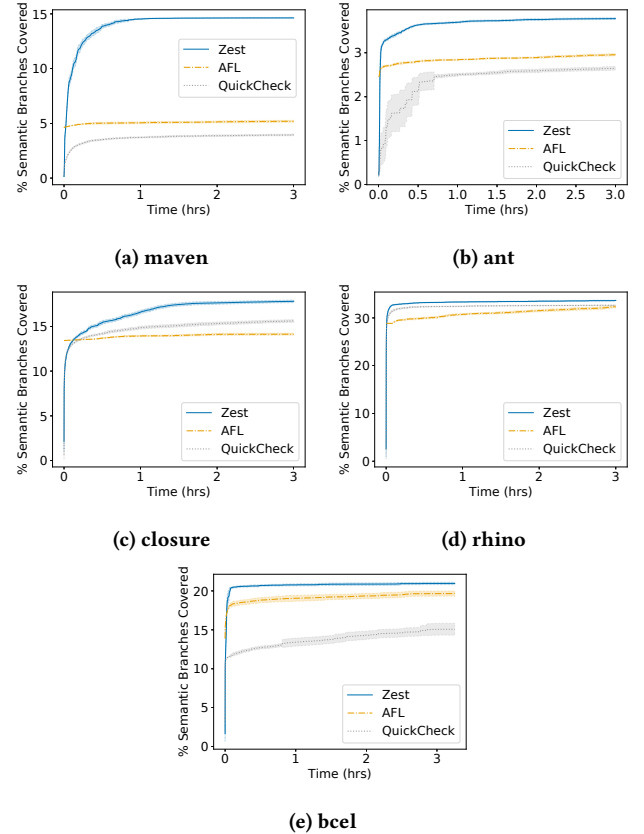 % Semantic Branches Covered
15
10
5
0
Zest
AFL
QuickCheck
0
1
2
3
Time (hrs)
(a) maven
% Semantic Branches Covered
3
2
1
0
Zest
AFL
QuickCheck
0.0
0.5
1.0
1.5
2.0
2.5
3.0
Time (hrs)
(b) ant
% Semantic Branches Covered
15
10
5
0
Zest
AFL
QuickCheck
0
1
2
3
Time (hrs)
(c) closure
% Semantic Branches Covered
30
20
10
0
Zest
AFL
QuickCheck
0
1
2
3
Time (hrs)
(d) rhino
% Semantic Branches Covered
20
15
10
5
0
Zest
AFL
QuickCheck
0
1
2
3
Time (hrs)
(e) bcel